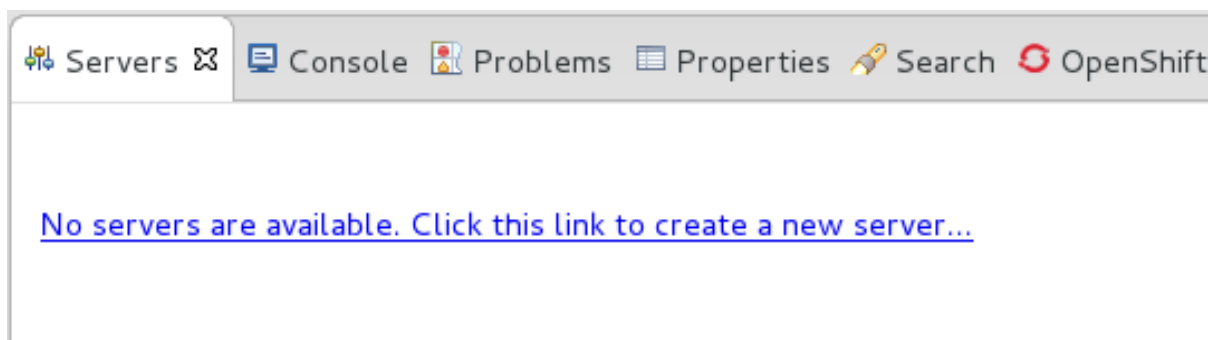 Servers Console Problems Properties Search OpenShift
No servers are available. Click this link to create a new server...